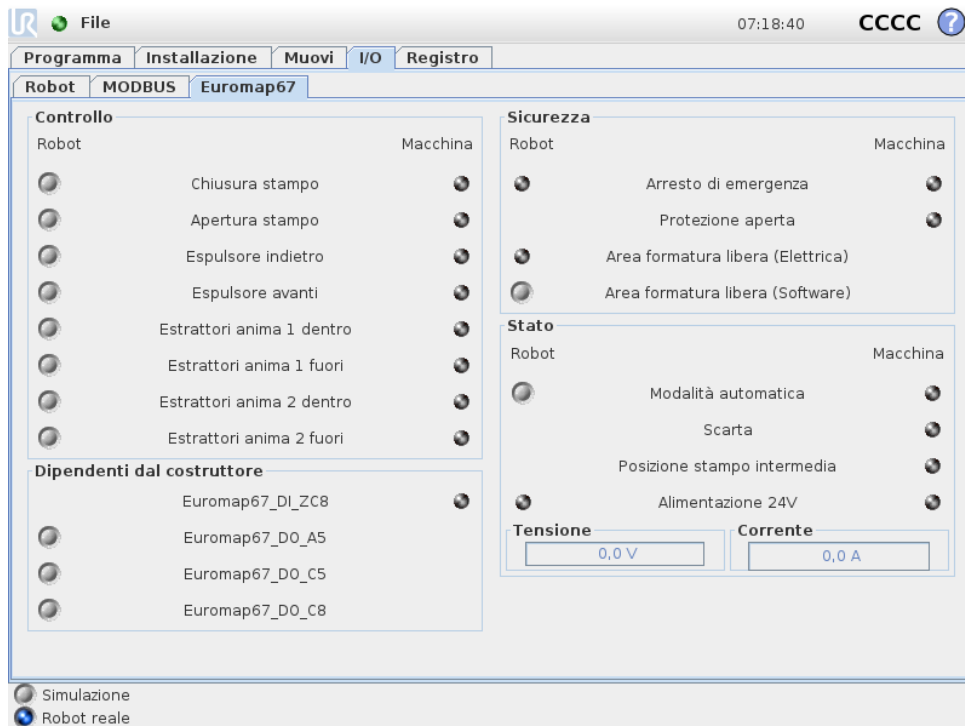 UR File 07:18:40 CCCC ?
Programma Installazione Muovi I/O Registro
Robot MODBUS Euromap67
Controllo
Robot Macchina
Chiusura stampo
Apertura stampo
Espulsore indietro
Espulsore avanti
Estrattori anima 1 dentro
Estrattori anima 1 fuori
Estrattori anima 2 dentro
Estrattori anima 2 fuori
Dipendenti dal costruttore
Euromap67_DI_ZC8
Euromap67_DO_A5
Euromap67_DO_C5
Euromap67_DO_C8
Sicurezza
Robot Macchina
Arresto di emergenza
Protezione aperta
Area formatura libera (Elettrica)
Area formatura libera (Software)
Stato
Robot Macchina
Modalità automatica
Scarta
Posizione stampo intermedia
Alimentazione 24V
Tensione Corrente
0,0 V 0,0 A
Simulazione
Robot reale